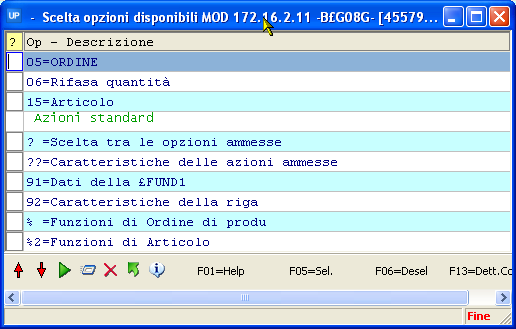 UP - Scelta opzioni disponibili MOD 172.16.2.11 -B£G08G- [45579...
? Op - Descrizione
05=ORDINE
06=Rifasa quantità
15=Articolo
Azioni standard
? =Scelta tra le opzioni ammesse
??=Caratteristiche delle azioni ammesse
91=Dati della £FUND1
92=Caratteristiche della riga
% =Funzioni di Ordine di produ
%2=Funzioni di Articolo
F01=Help F05=Sel. F06=Desel F13=Dett.Co
Fine